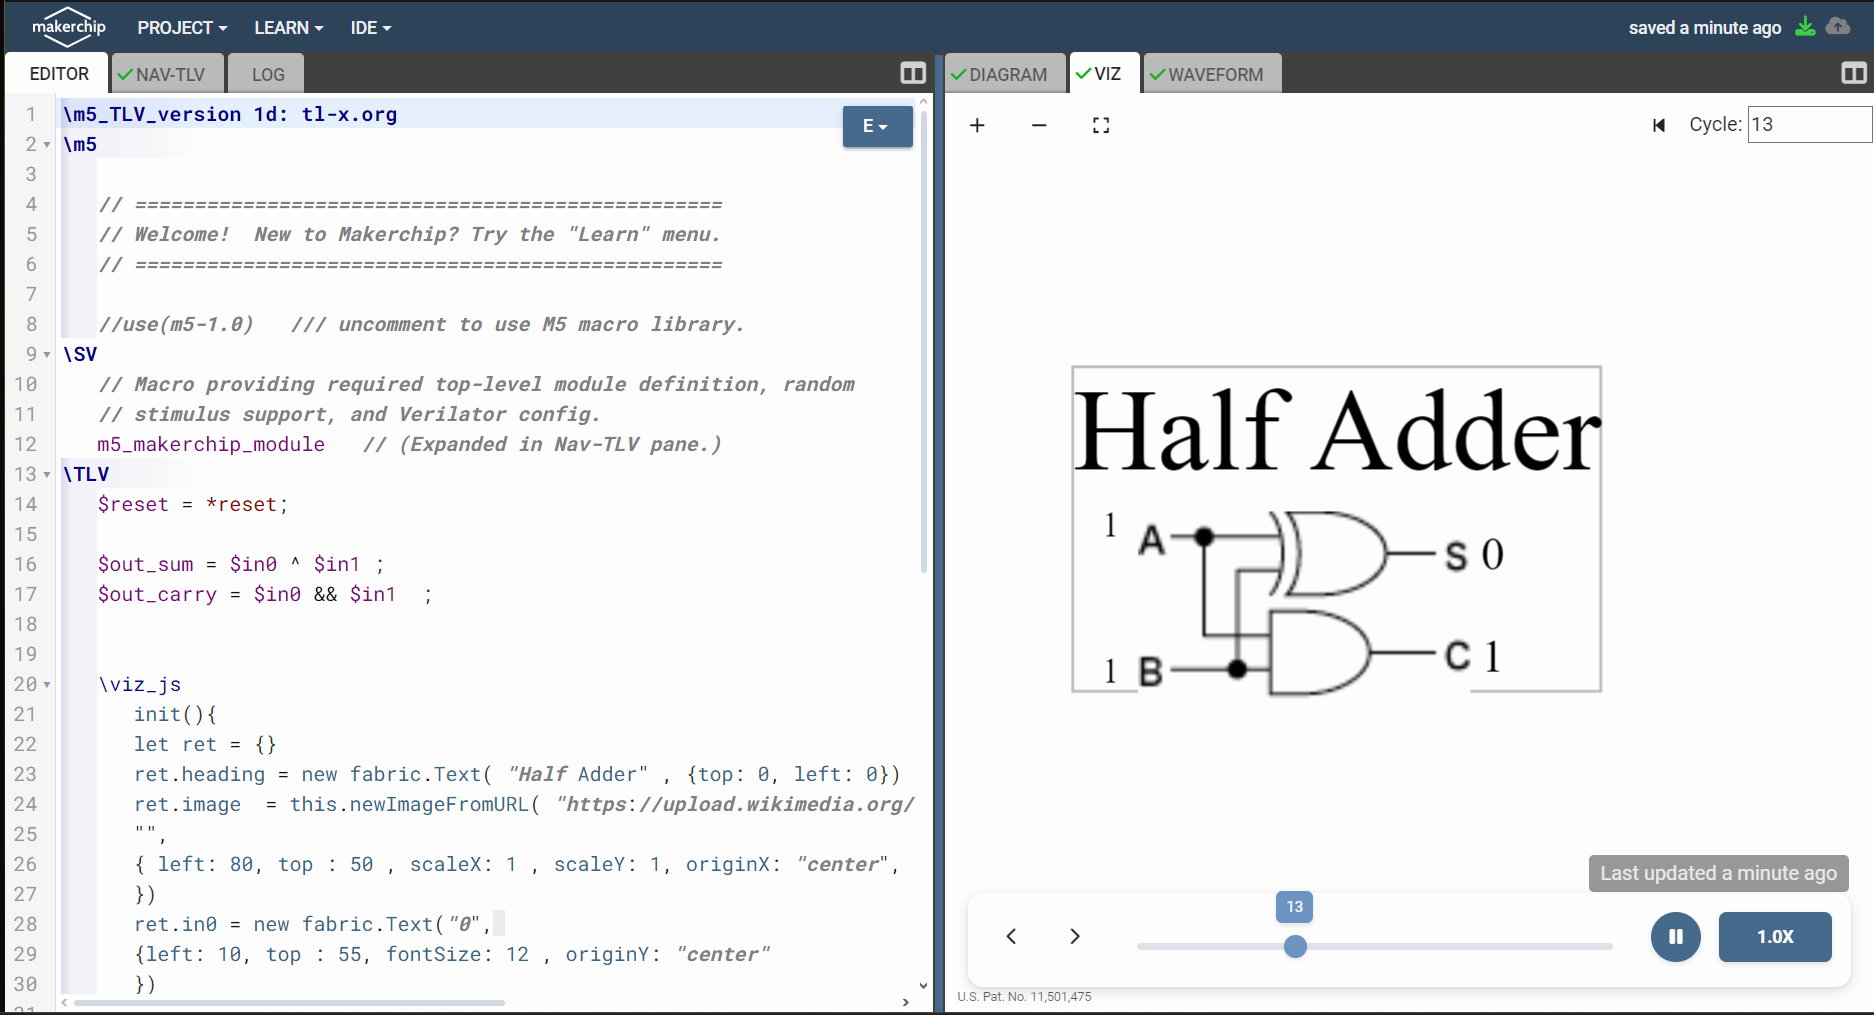 makerchip PROJECT LEARN IDE saved a minute ago
EDITOR NAV-TLV LOG
1 \m5_TLV_version 1d: tl-x.org
E
2 \m5
3
4 // =================================================
5 // Welcome!  New to Makerchip? Try the "Learn" menu.
6 // =================================================
7
8 //use(m5-1.0)   /// uncomment to use M5 macro library.
9 \SV
10 // Macro providing required top-level module definition, random
11 // stimulus support, and Verilator config.
12 m5_makerchip_module   // (Expanded in Nav-TLV pane.)
13 \TLV
14 $reset = *reset;
15
16 $out_sum = $in0 ^ $in1 ;
17 $out_carry = $in0 && $in1  ;
18
19
20 \viz_js
21 init(){
22 let ret = {}
23 ret.heading = new fabric.Text( "Half Adder" , {top: 0, left: 0})
24 ret.image  = this.newImageFromURL( "https://upload.wikimedia.org/
25 "",
26 { left: 80, top : 50 , scaleX: 1 , scaleY: 1, originX: "center",
27 })
28 ret.in0 = new fabric.Text("0",
29 {left: 10, top : 55, fontSize: 12 , originY: "center"
30 })
DIAGRAM VIZ WAVEFORM
Cycle: 13
Half Adder
1 A S 0
1 B C 1
Last updated a minute ago
13
1.0X
U.S. Pat. No. 11,501,475